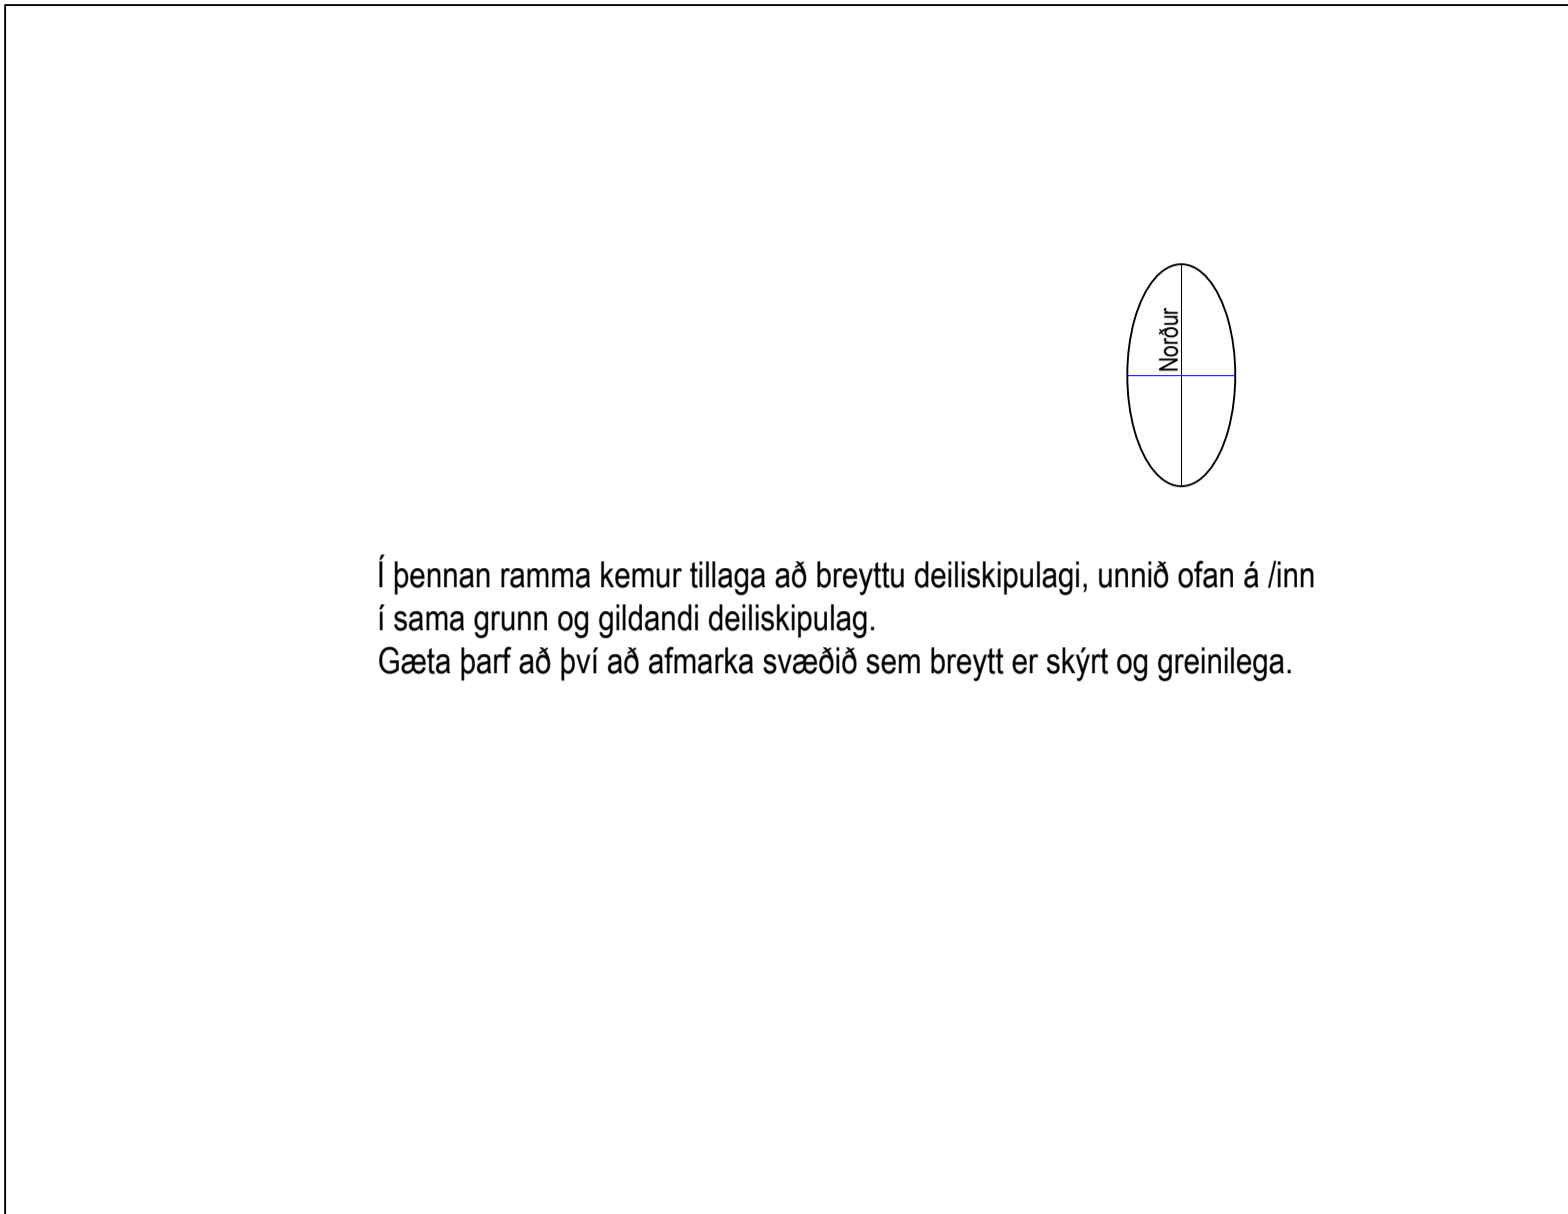 Norður
Í þennan ramma kemur tillaga að breyttu deiliskipulagi, unnið ofan á /inn
í sama grunn og gildandi deiliskipulag.
Gæta þarf að því að afmarka svæðið sem breytt er skýrt og greinilega.